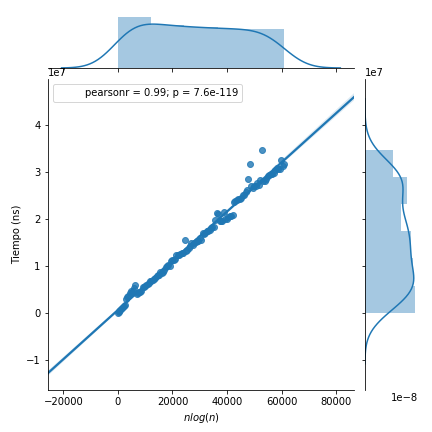 1e7
1e7
pearsonr = 0.99; p = 7.6e-119
4
3
2
1
0
−1
Tiempo (ns)
−20000 0 20000 40000 60000 80000
nlog(n)
1e−8